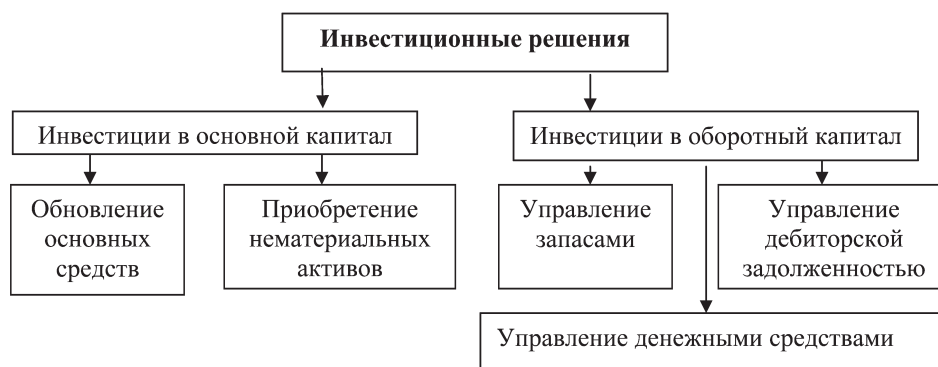 Инвестиционные решения
Инвестиции в основной капитал
Инвестиции в оборотный капитал
Обновление
основных
средств
Приобретение
нематериальных
активов
Управление
запасами
Управление
дебиторской
задолженностью
Управление денежными средствами